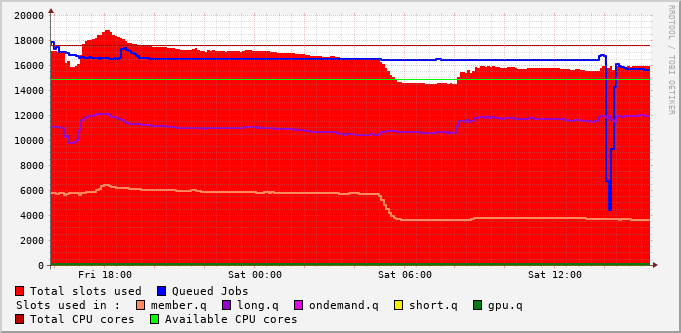 20000
18000
16000
14000
12000
10000
8000
6000
4000
2000
0
Fri 18:00 Sat 00:00 Sat 06:00 Sat 12:00
RRDTOOL / TOBI OETIKER
Total slots used Queued Jobs
Slots used in : member.q long.q ondemand.q short.q gpu.q
Total CPU cores Available CPU cores